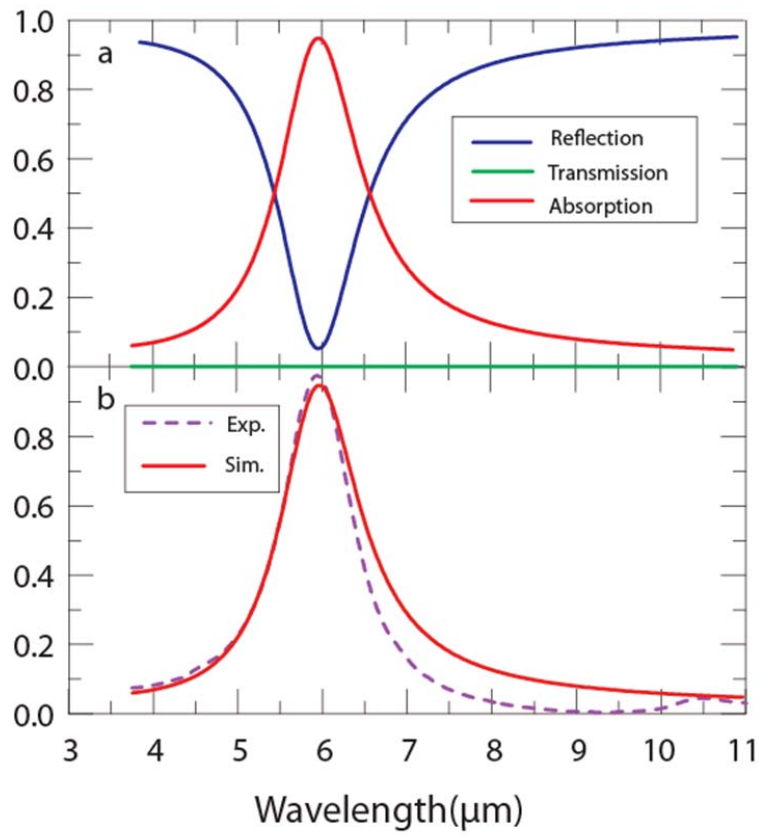 1.0
a
0.8
Reflection
0.6
Transmission
Absorption
0.4
0.2
0.0
b
Exp.
0.8
Sim.
0.6
0.4
0.2
0.0
3 4 5 6 7 8 9 10 11
Wavelength(μm)